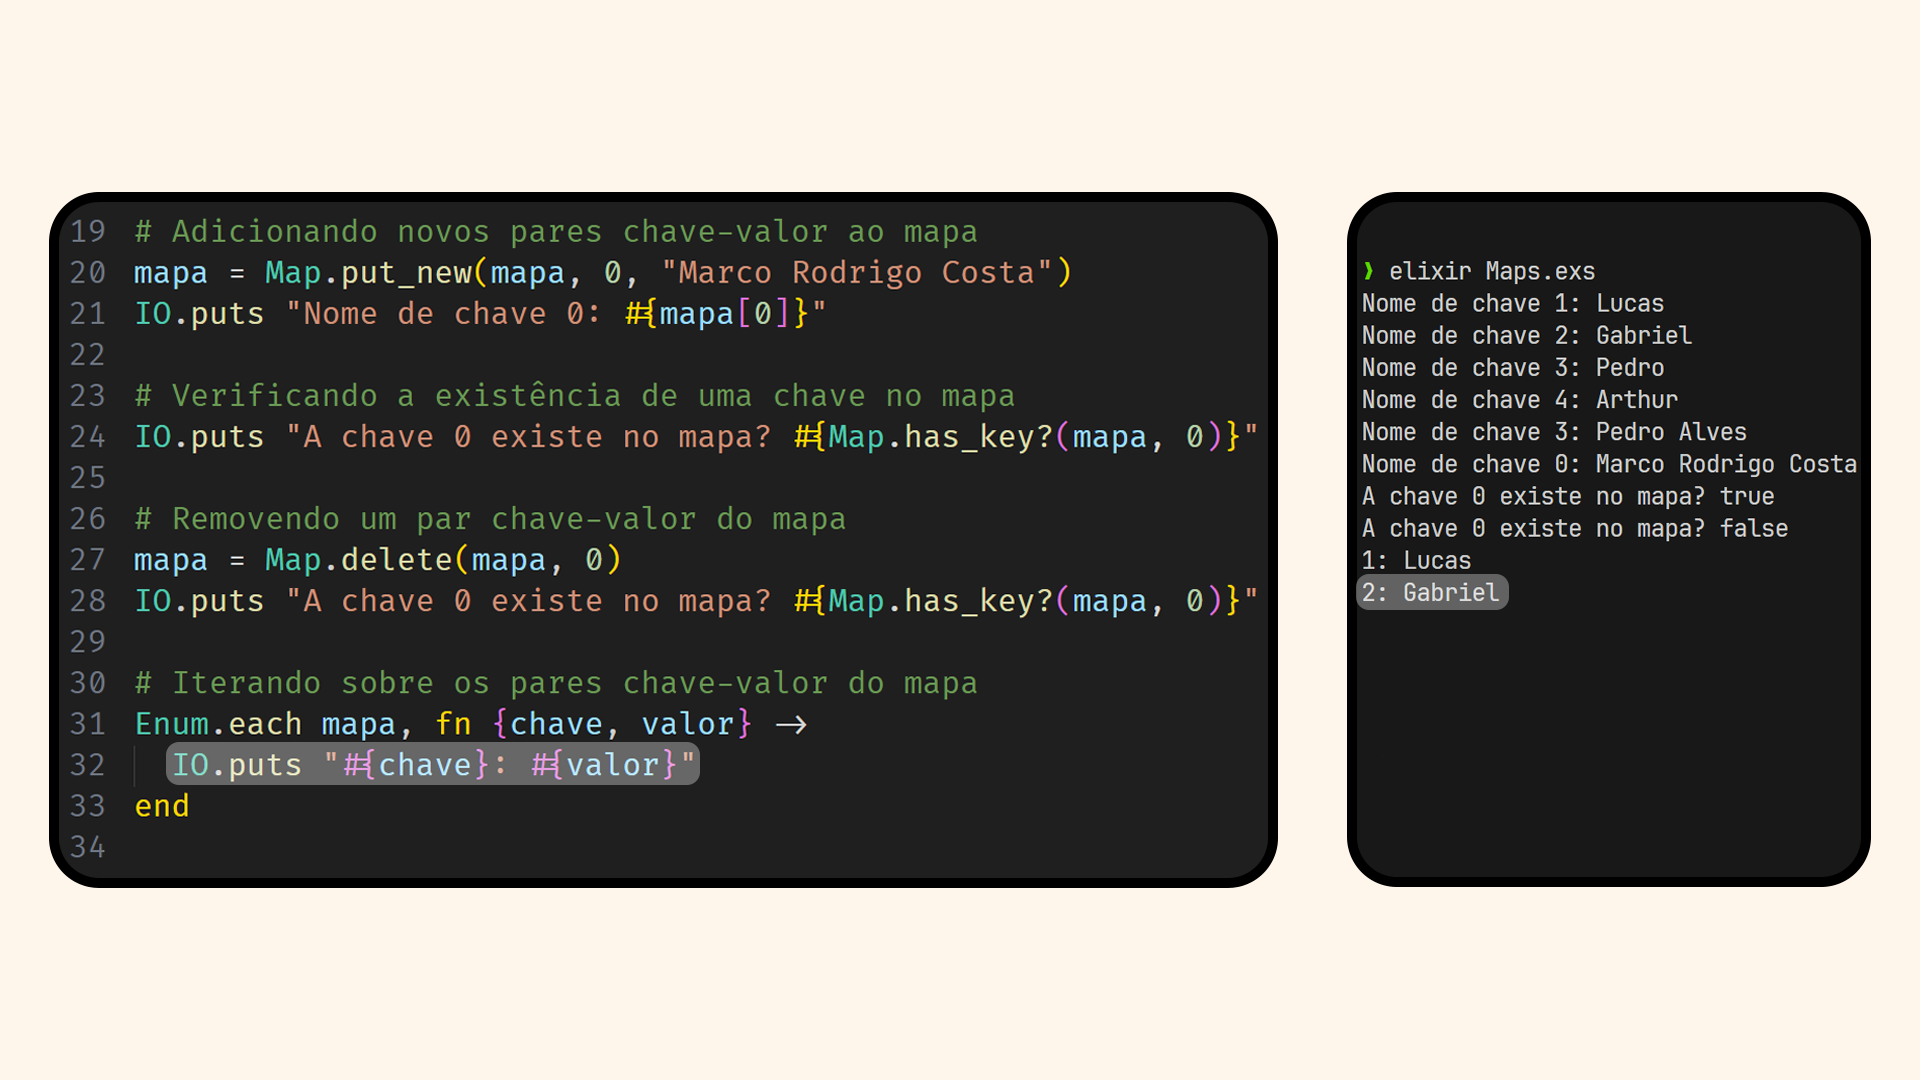 19 # Adicionando novos pares chave-valor ao mapa
20 mapa = Map.put_new(mapa, 0, "Marco Rodrigo Costa")
21 IO.puts "Nome de chave 0: #{mapa[0]}"
22
23 # Verificando a existência de uma chave no mapa
24 IO.puts "A chave 0 existe no mapa? #{Map.has_key?(mapa, 0)}"
25
26 # Removendo um par chave-valor do mapa
27 mapa = Map.delete(mapa, 0)
28 IO.puts "A chave 0 existe no mapa? #{Map.has_key?(mapa, 0)}"
29
30 # Iterando sobre os pares chave-valor do mapa
31 Enum.each mapa, fn {chave, valor} ->
32   IO.puts "#{chave}: #{valor}"
33 end
34
❯ elixir Maps.exs
Nome de chave 1: Lucas
Nome de chave 2: Gabriel
Nome de chave 3: Pedro
Nome de chave 4: Arthur
Nome de chave 3: Pedro Alves
Nome de chave 0: Marco Rodrigo Costa
A chave 0 existe no mapa? true
A chave 0 existe no mapa? false
1: Lucas
2: Gabriel